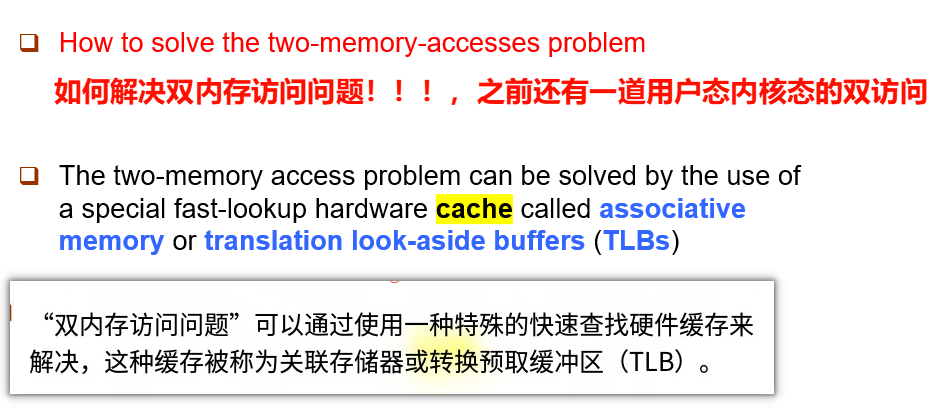 How to solve the two-memory-accesses problem
如何解决双内存访问问题！！！，之前还有一道用户态内核态的双访问
The two-memory access problem can be solved by the use of
a special fast-lookup hardware cache called associative
memory or translation look-aside buffers (TLBs)
“双内存访问问题”可以通过使用一种特殊的快速查找硬件缓存来
解决，这种缓存被称为关联存储器或转换预取缓冲区（TLB）。